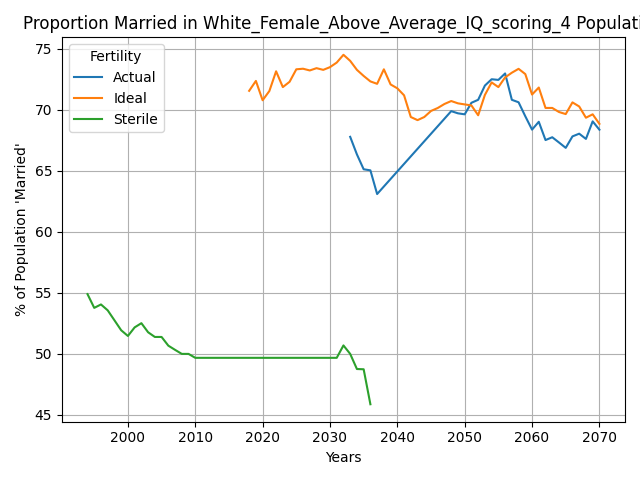 Proportion Married in White_Female_Above_Average_IQ_scoring_4 Populati
Fertility
Actual
Ideal
Sterile
% of Population 'Married'
75
70
65
60
55
50
45
2000
2010
2020
2030
2040
2050
2060
2070
Years